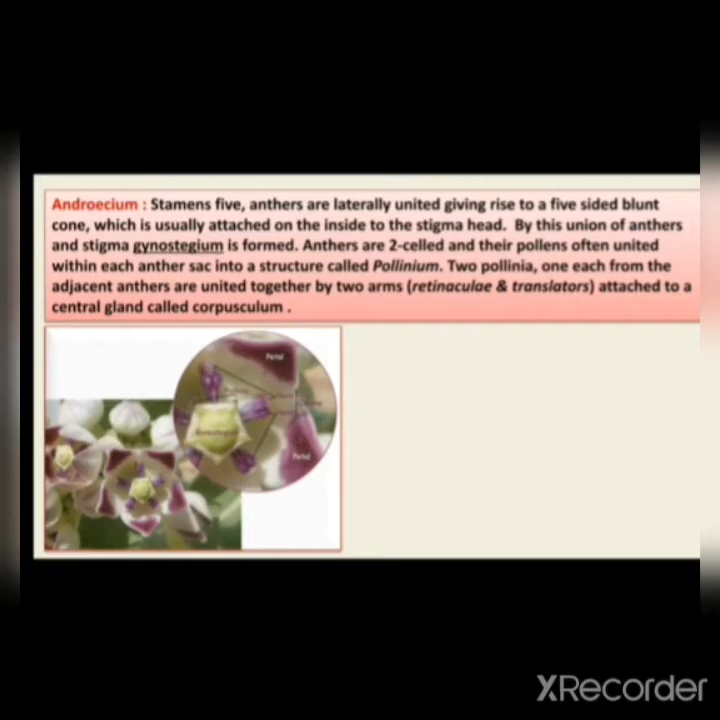 Androecium : Stamens five, anthers are laterally united giving rise to a five sided blunt
cone, which is usually attached on the inside to the stigma head. By this union of anthers
and stigma gynostegium is formed. Anthers are 2-celled and their pollens often united
within each anther sac into a structure called Pollinium. Two pollinia, one each from the
adjacent anthers are united together by two arms (retinaculae & translators) attached to a
central gland called corpusculum .
Petal
Gynostegium
Petal
XRecorder